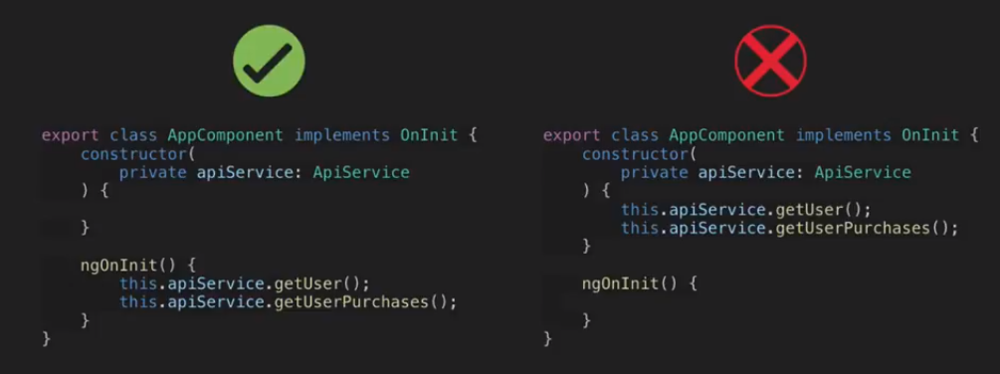 export class AppComponent implements OnInit {
    constructor(
        private apiService: ApiService
    ) {

    }

    ngOnInit() {
        this.apiService.getUser();
        this.apiService.getUserPurchases();
    }
}
export class AppComponent implements OnInit {
    constructor(
        private apiService: ApiService
    ) {
        this.apiService.getUser();
        this.apiService.getUserPurchases();
    }

    ngOnInit() {

    }
}